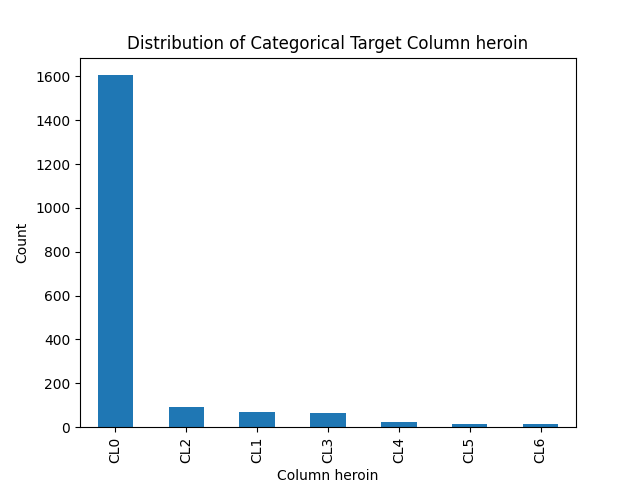 Distribution of Categorical Target Column heroin
1600
1400
1200
1000
800
600
400
200
0
Count
CL0 CL2 CL1 CL3 CL4 CL5 CL6
Column heroin